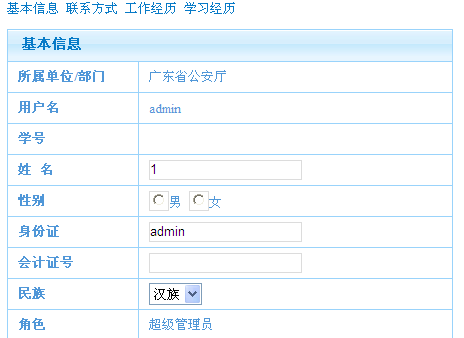 基本信息 联系方式 工作经历 学习经历
基本信息
所属单位/部门 广东省公安厅
用户名 admin
学号
姓 名 1
性别 男 女
身份证 admin
会计证号
民族 汉族
角色 超级管理员